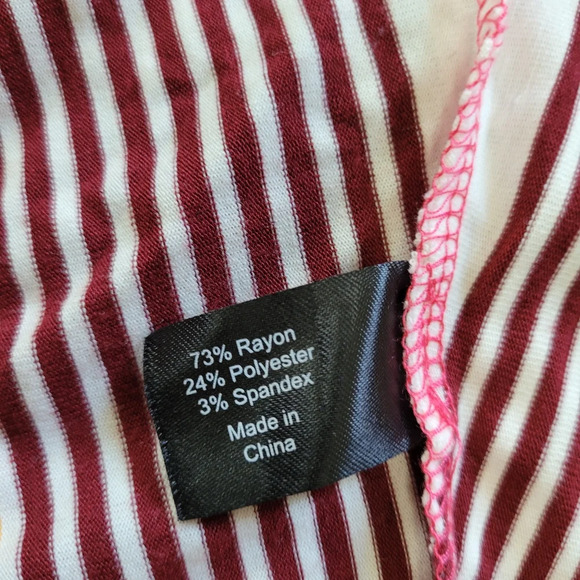 73% Rayon
24% Polyester
3% Spandex
Made in
China